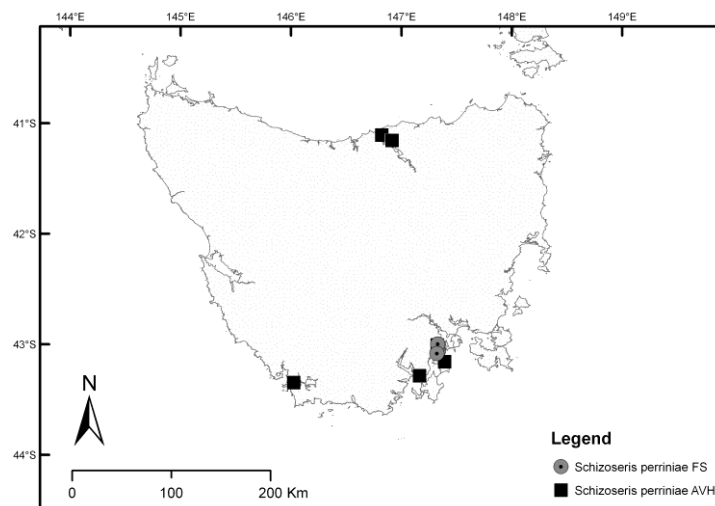 144°E 145°E 146°E 147°E 148°E 149°E
41°S
42°S
43°S
44°S
N
0 100 200 Km
Legend
Schizoseris perriniae FS
Schizoseris perriniae AVH